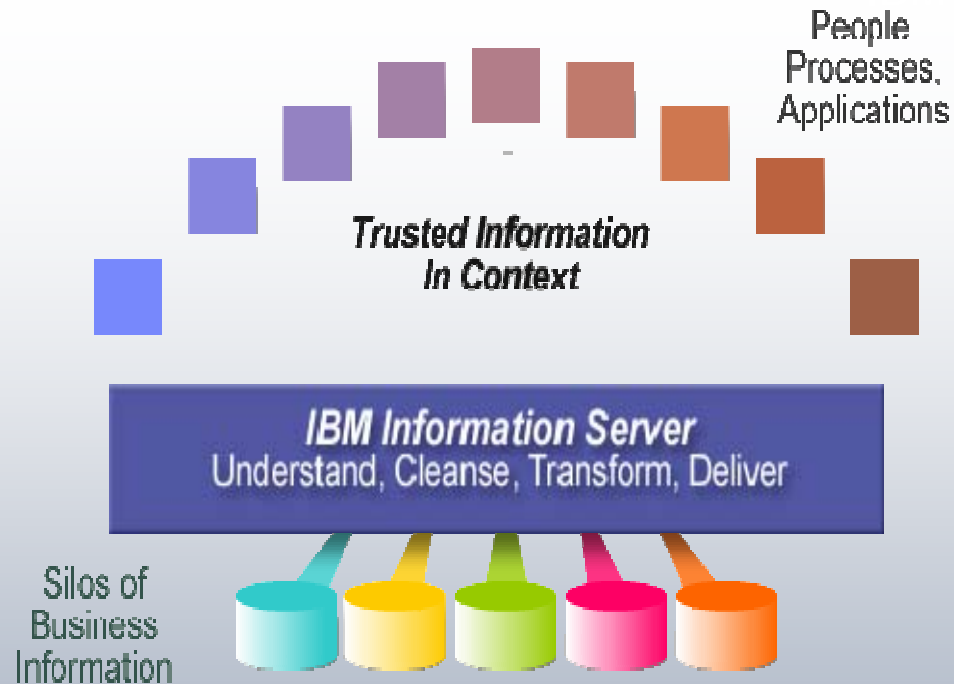 People
Processes,
Applications
Trusted Information
In Context
IBM Information Server
Understand, Cleanse, Transform, Deliver
Silos of
Business
Information